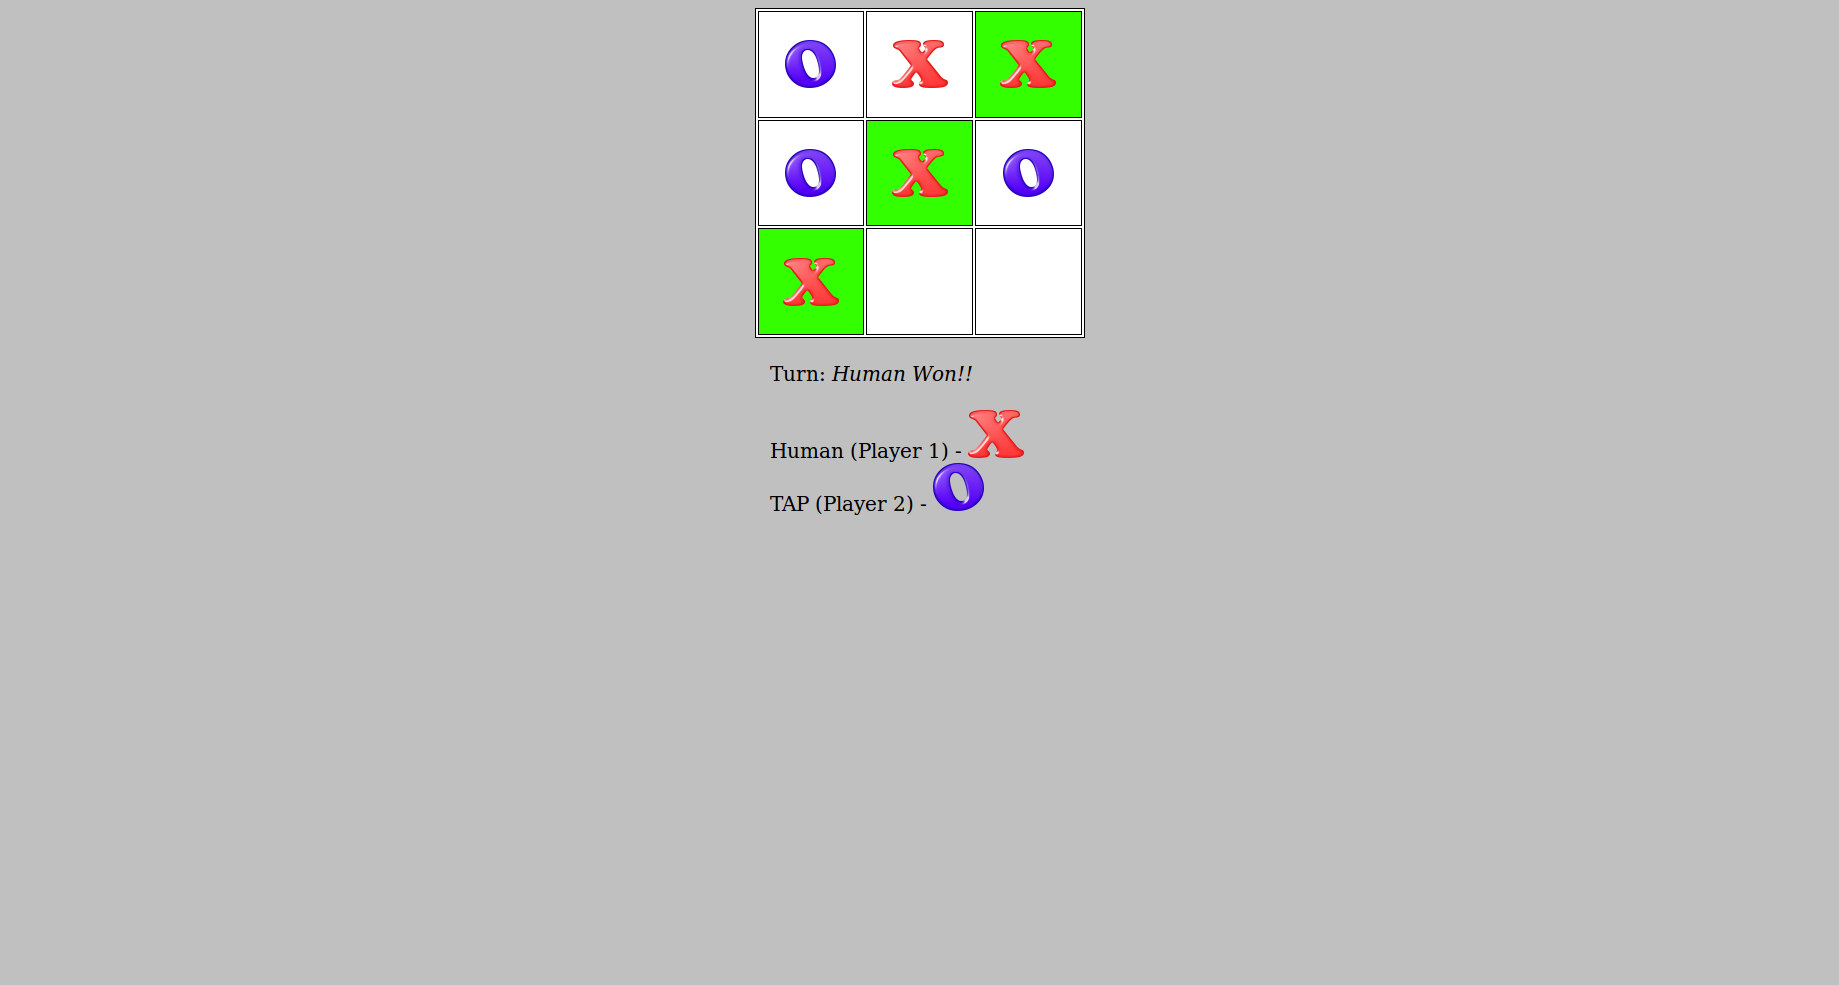 O X X
O X O
X
Turn: Human Won!!
Human (Player 1) - X
TAP (Player 2) - O